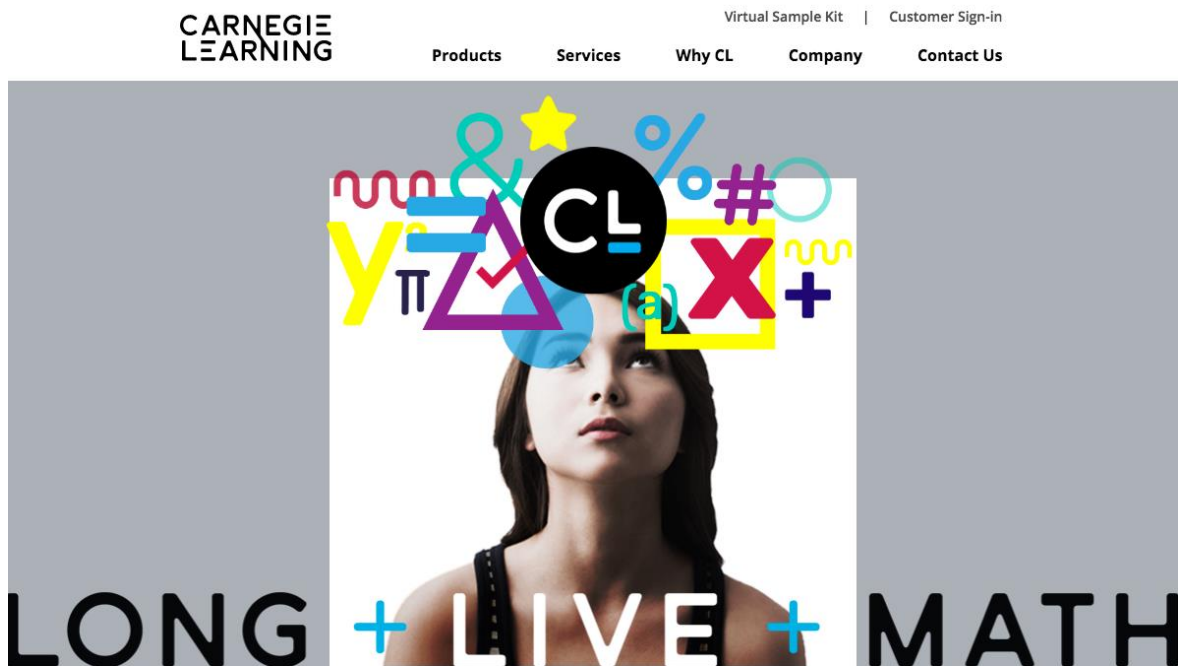 CARNEGIE
LEARNING
Virtual Sample Kit | Customer Sign-in
Products Services Why CL Company Contact Us
& % #
CL
y = π (a) x +
LONG + LIVE + MATH